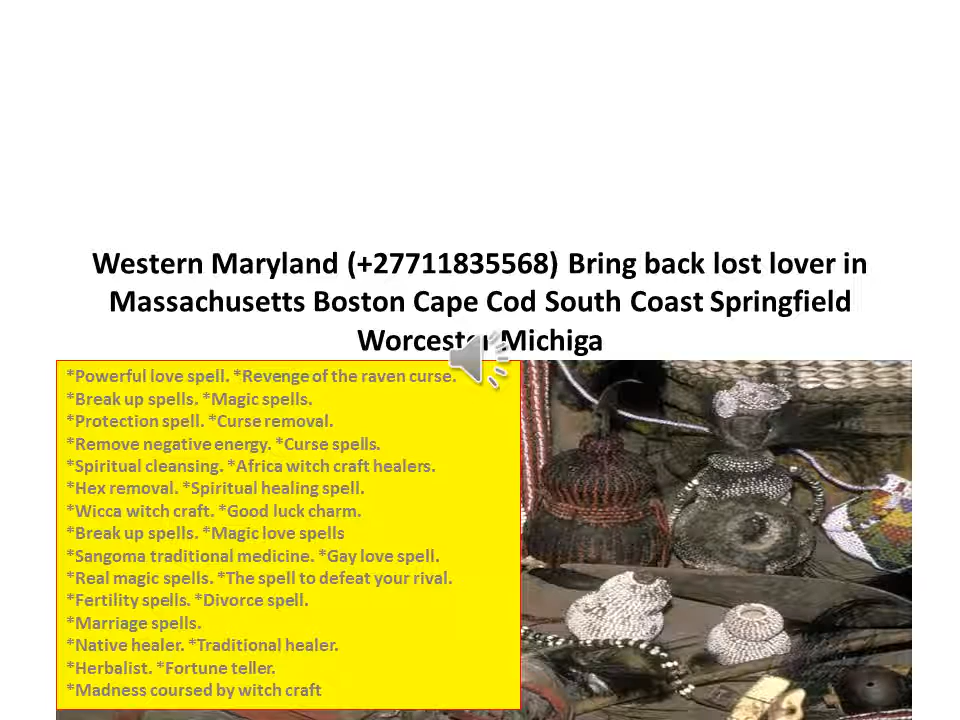 Western Maryland (+27711835568) Bring back lost lover in
Massachusetts Boston Cape Cod South Coast Springfield
Worcester Michiga
*Powerful love spell. *Revenge of the raven curse.
*Break up spells. *Magic spells.
*Protection spell. *Curse removal.
*Remove negative energy. *Curse spells.
*Spiritual cleansing. *Africa witch craft healers.
*Hex removal. *Spiritual healing spell.
*Wicca witch craft. *Good luck charm.
*Break up spells. *Magic love spells
*Sangoma traditional medicine. *Gay love spell.
*Real magic spells. *The spell to defeat your rival.
*Fertility spells. *Divorce spell.
*Marriage spells.
*Native healer. *Traditional healer.
*Herbalist. *Fortune teller.
*Madness coursed by witch craft